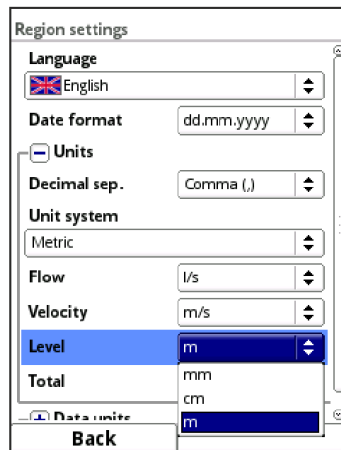 Region settings
Language
English
Date format dd.mm.yyyy
Units
Decimal sep. Comma (,)
Unit system
Metric
Flow l/s
Velocity m/s
Level m
Total mm
cm
Data units m
Back